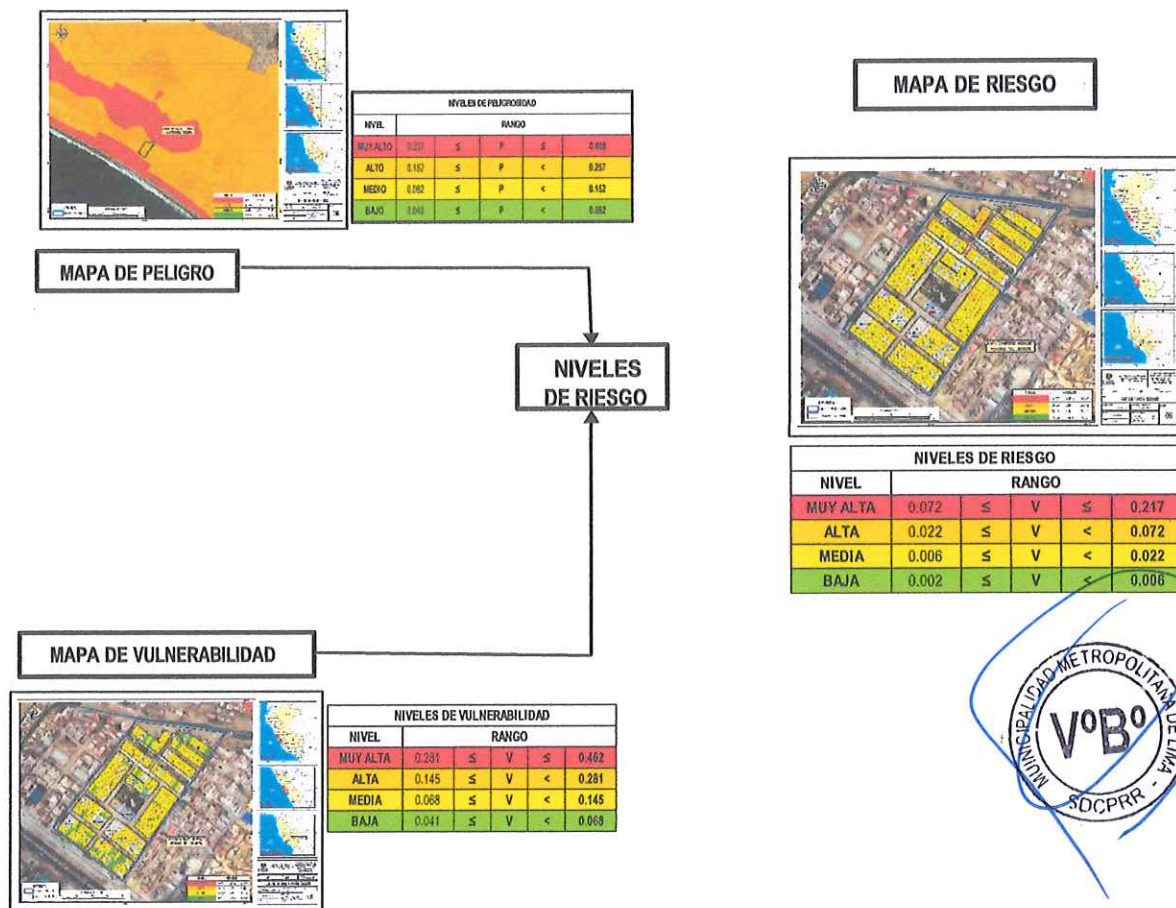 NIVELES DE PELIGROSIDAD
NIVEL RANGO
MUY ALTO 0.257 ≤ P ≤
ALTO 0.152 ≤ P < 0.257
MEDIO 0.082 ≤ P < 0.152
BAJO ≤ P < 0.082
MAPA DE PELIGRO
NIVELES
DE RIESGO
MAPA DE VULNERABILIDAD
NIVELES DE VULNERABILIDAD
NIVEL RANGO
MUY ALTA 0.281 ≤ V ≤ 0.462
ALTA 0.145 ≤ V < 0.281
MEDIA 0.068 ≤ V < 0.145
BAJA 0.041 ≤ V < 0.068
MAPA DE RIESGO
NIVELES DE RIESGO
NIVEL RANGO
MUY ALTA 0.072 ≤ V ≤ 0.217
ALTA 0.022 ≤ V < 0.072
MEDIA 0.006 ≤ V < 0.022
BAJA 0.002 ≤ V < 0.006
MUNICIPALIDAD METROPOLITANA DE LIMA
VºBº
SDCPRR